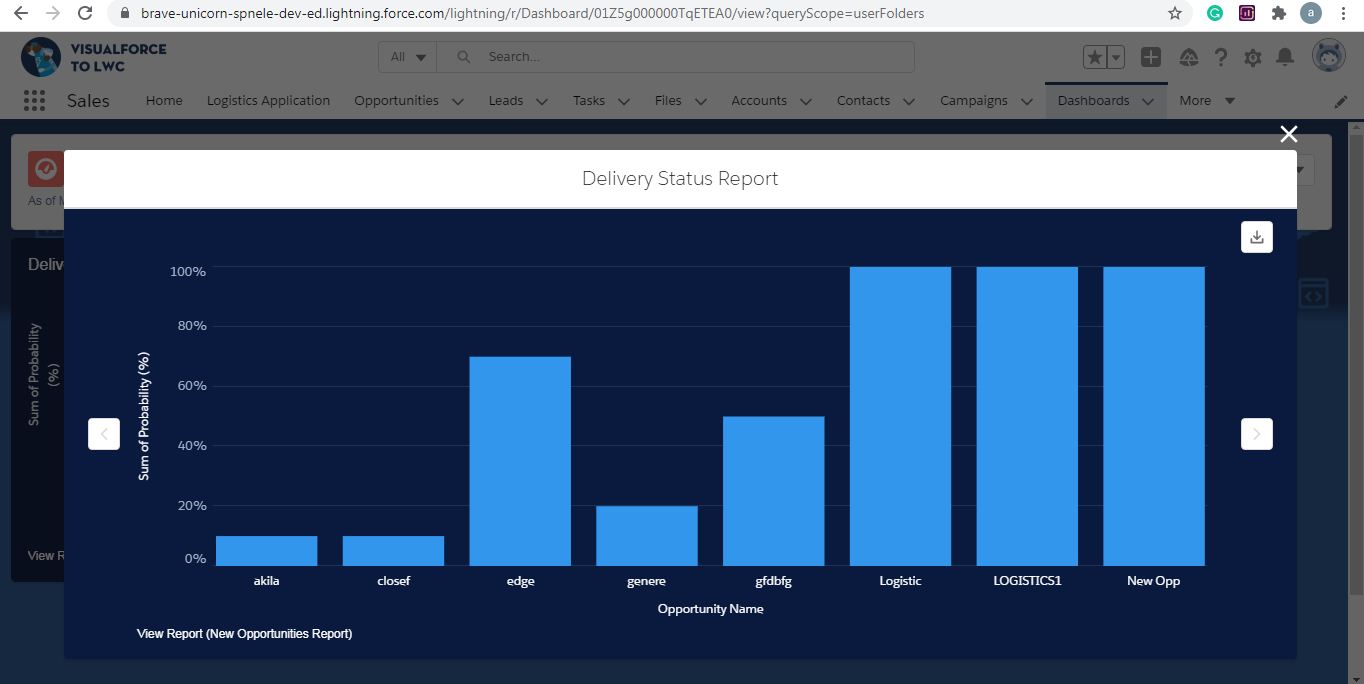 brave-unicorn-spnele-dev-ed.lightning.force.com/lightning/r/Dashboard/01Z5g000000TqETEA0/view?queryScope=userFolders
a
VISUALFORCE
TO LWC
All
Search...
Sales
Home
Logistics Application
Opportunities
Leads
Tasks
Files
Accounts
Contacts
Campaigns
Dashboards
More
As of
Delivery Status Report
Deliv
Sum of Probability
(%)
View R
100%
80%
60%
40%
20%
0%
Sum of Probability (%)
akila
closef
edge
genere
gfdbfg
Logistic
LOGISTICS1
New Opp
Opportunity Name
View Report (New Opportunities Report)